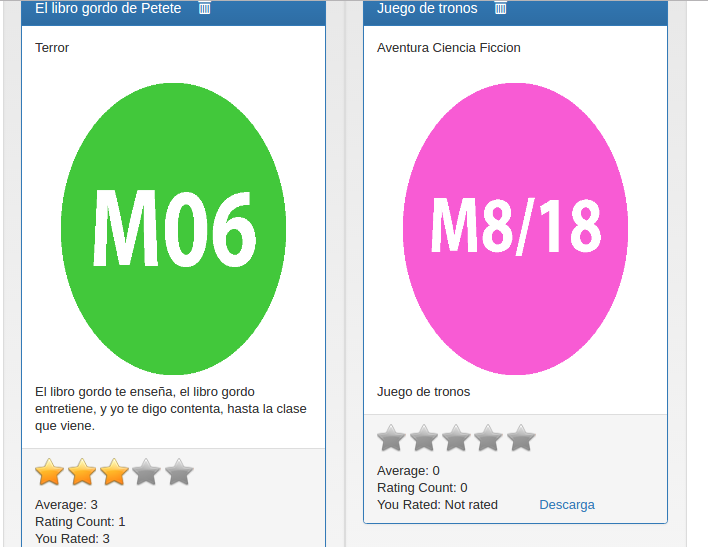 El libro gordo de Petete
Terror
M06
El libro gordo te enseña, el libro gordo
entretiene, y yo te digo contenta, hasta la clase
que viene.
Average: 3
Rating Count: 1
You Rated: 3
Juego de tronos
Aventura Ciencia Ficcion
M8/18
Juego de tronos
Average: 0
Rating Count: 0
You Rated: Not rated Descarga